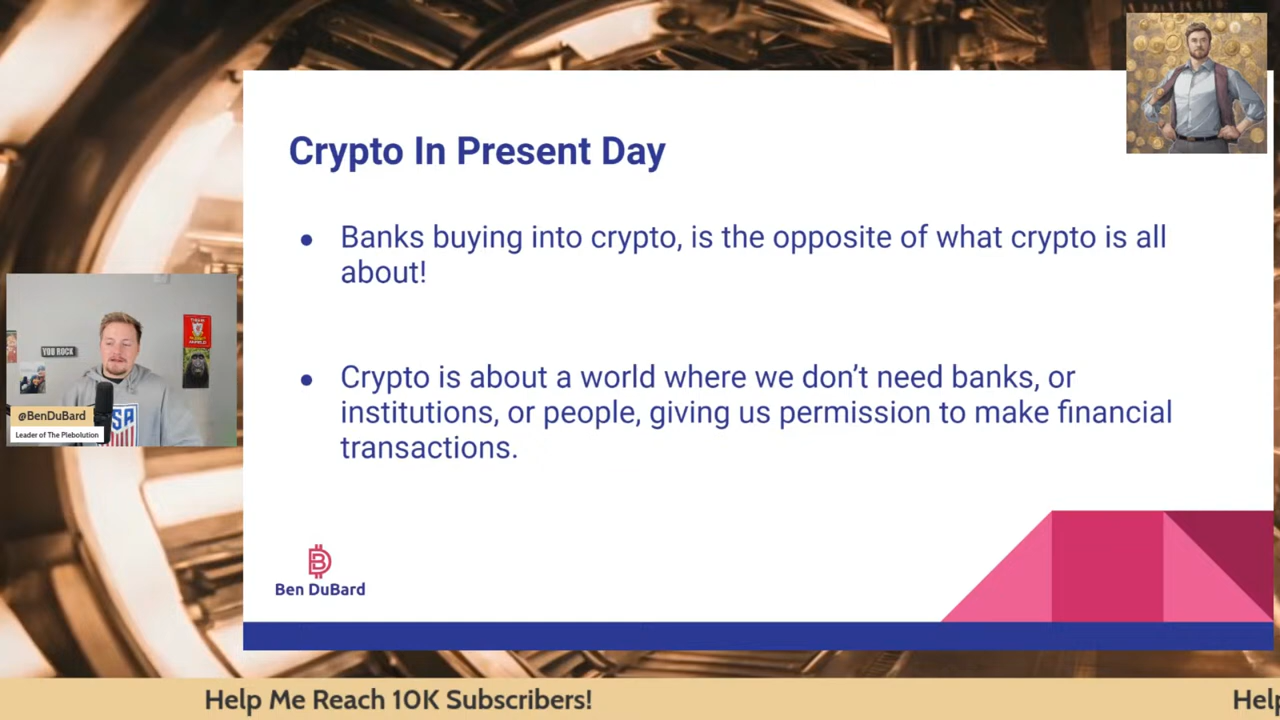 Crypto In Present Day
● Banks buying into crypto, is the opposite of what crypto is all
about!
● Crypto is about a world where we don’t need banks, or
institutions, or people, giving us permission to make financial
transactions.
YOU ROCK
@BenDuBard
Leader of The Plebolution
Ben DuBard
Help Me Reach 10K Subscribers!
Help